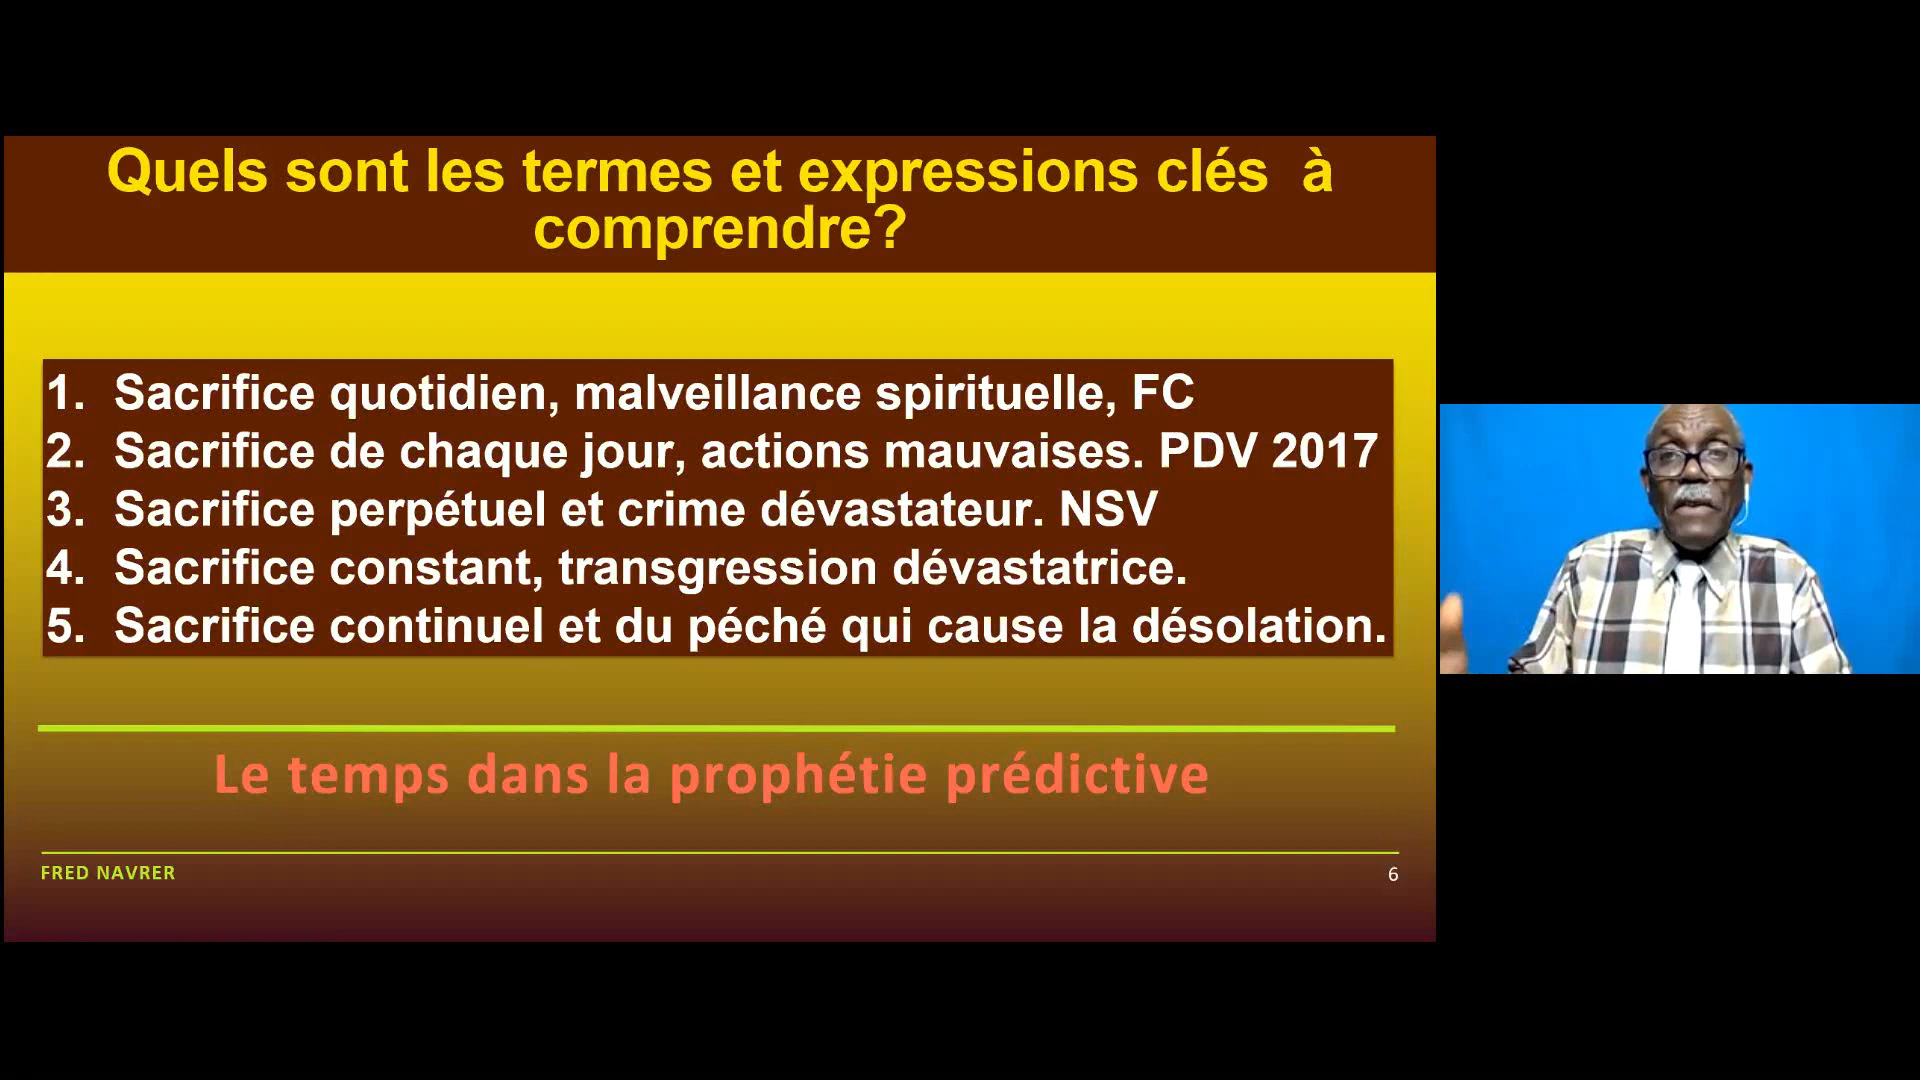 Quels sont les termes et expressions clés  à
comprendre?
1. Sacrifice quotidien, malveillance spirituelle, FC
2. Sacrifice de chaque jour, actions mauvaises. PDV 2017
3. Sacrifice perpétuel et crime dévastateur. NSV
4. Sacrifice constant, transgression dévastatrice.
5. Sacrifice continuel et du péché qui cause la désolation.
Le temps dans la prophétie prédictive
FRED NAVRER
6